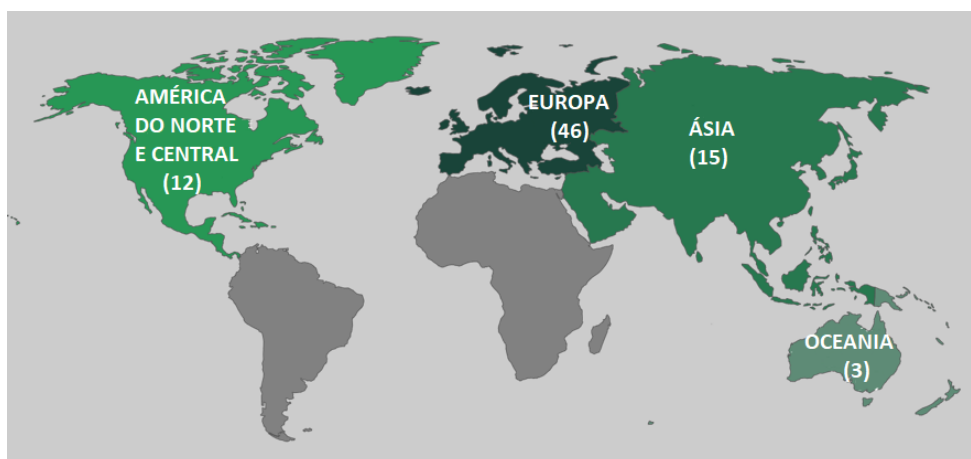 AMÉRICA
DO NORTE
E CENTRAL
(12)
EUROPA
(46)
ÁSIA
(15)
OCEANIA
(3)